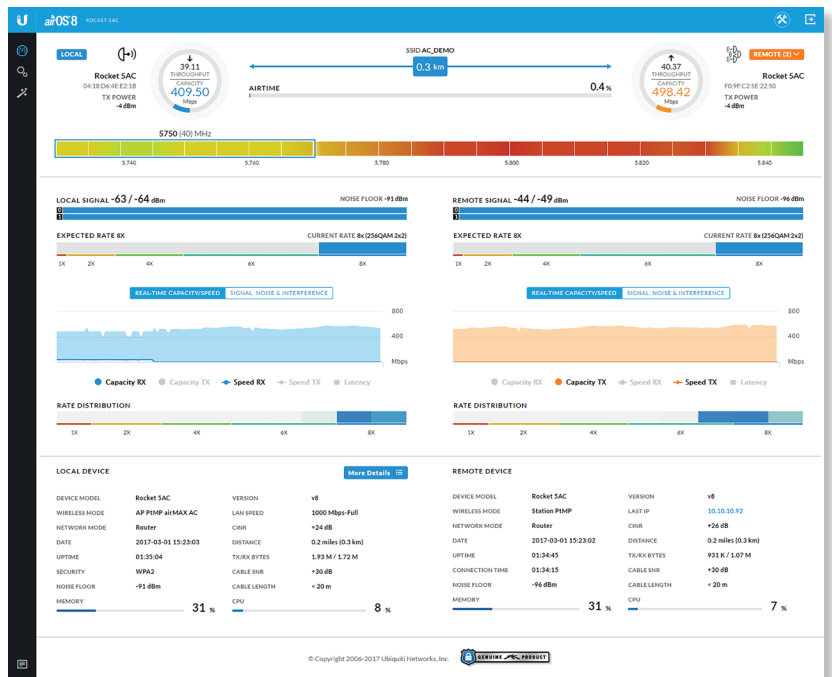 airOS 8 ROCKET 5AC
SSID AC_DEMO
LOCAL
39.11
THROUGHPUT
CAPACITY
409.50
Mbps
0.3 km
40.37
THROUGHPUT
CAPACITY
498.42
Mbps
REMOTE (2)
Rocket 5AC
04:18:D6:4E:E2:18
TX POWER
-4 dBm
AIRTIME
0.4 %
Rocket 5AC
F0:9F:C2:5E:22:50
TX POWER
-4 dBm
5750 (40) MHz
5,740 5,760 5,780 5,800 5,820 5,840
LOCAL SIGNAL -63 / -64 dBm NOISE FLOOR -91 dBm
0
1
EXPECTED RATE 8X CURRENT RATE 8x (256QAM 2x2)
1X 2X 4X 6X 8X
REAL-TIME CAPACITY/SPEED SIGNAL, NOISE & INTERFERENCE
800
400
Mbps
Capacity RX Capacity TX Speed RX Speed TX Latency
RATE DISTRIBUTION
1X 2X 4X 6X 8X
REMOTE SIGNAL -44 / -49 dBm NOISE FLOOR -96 dBm
0
1
EXPECTED RATE 8X CURRENT RATE 8x (256QAM 2x2)
1X 2X 4X 6X 8X
REAL-TIME CAPACITY/SPEED SIGNAL, NOISE & INTERFERENCE
800
400
Mbps
Capacity RX Capacity TX Speed RX Speed TX Latency
RATE DISTRIBUTION
1X 2X 4X 6X 8X
LOCAL DEVICE More Details
DEVICE MODEL Rocket 5AC VERSION v8
WIRELESS MODE AP PtMP airMAX AC LAN SPEED 1000 Mbps-Full
NETWORK MODE Router CINR +24 dB
DATE 2017-03-01 15:23:03 DISTANCE 0.2 miles (0.3 km)
UPTIME 01:35:04 TX/RX BYTES 1.93 M / 1.72 M
SECURITY WPA2 CABLE SNR +30 dB
NOISE FLOOR -91 dBm CABLE LENGTH < 20 m
MEMORY 31 % CPU 8 %
REMOTE DEVICE
DEVICE MODEL Rocket 5AC VERSION v8
WIRELESS MODE Station PtMP LAST IP 10.10.10.92
NETWORK MODE Router CINR +26 dB
DATE 2017-03-01 15:23:02 DISTANCE 0.2 miles (0.3 km)
UPTIME 01:34:45 TX/RX BYTES 931 K / 1.07 M
CONNECTION TIME 01:34:15 CABLE SNR +30 dB
NOISE FLOOR -96 dBm CABLE LENGTH < 20 m
MEMORY 31 % CPU 7 %
© Copyright 2006-2017 Ubiquiti Networks, Inc. GENUINE PRODUCT